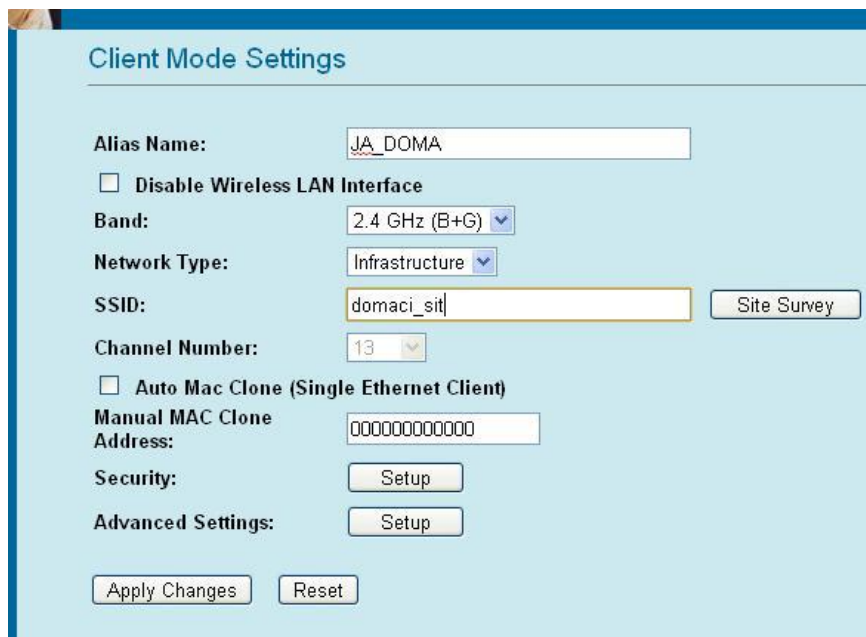 Client Mode Settings
Alias Name: JA_DOMA
Disable Wireless LAN Interface
Band: 2.4 GHz (B+G)
Network Type: Infrastructure
SSID: domaci_sit Site Survey
Channel Number: 13
Auto Mac Clone (Single Ethernet Client)
Manual MAC Clone
Address: 000000000000
Security: Setup
Advanced Settings: Setup
Apply Changes Reset